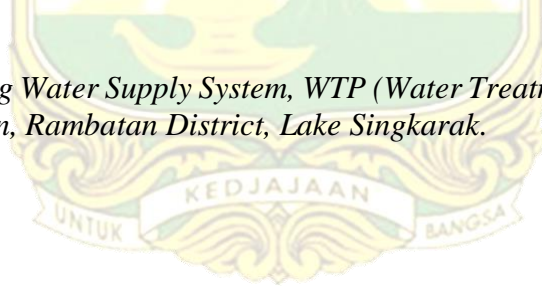 g Water Supply System, WTP (Water Treatm
n, Rambatan District, Lake Singkarak.
KEDJAJAAN
UNTUK BANGSA